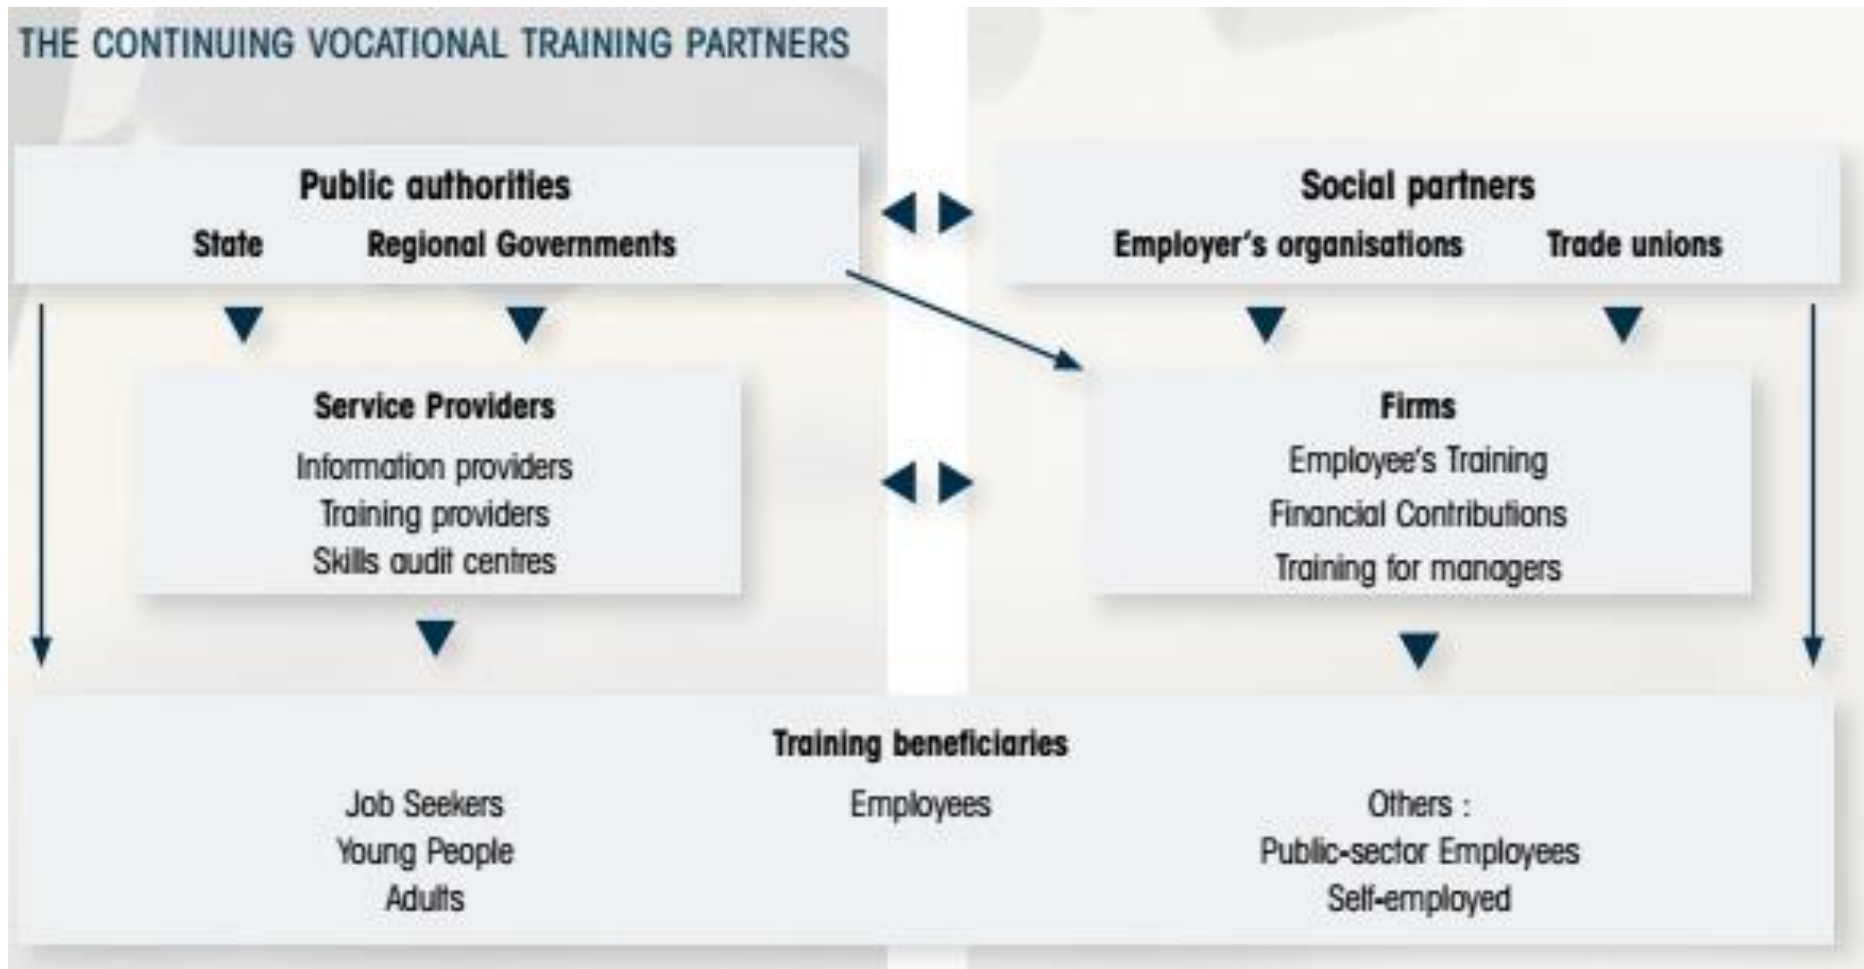 THE CONTINUING VOCATIONAL TRAINING PARTNERS
Public authorities
State Regional Governments
Social partners
Employer's organisations Trade unions
Service Providers
Information providers
Training providers
Skills audit centres
Firms
Employee's Training
Financial Contributions
Training for managers
Training beneficiaries
Job Seekers
Young People
Adults
Employees
Others :
Public-sector Employees
Self-employed